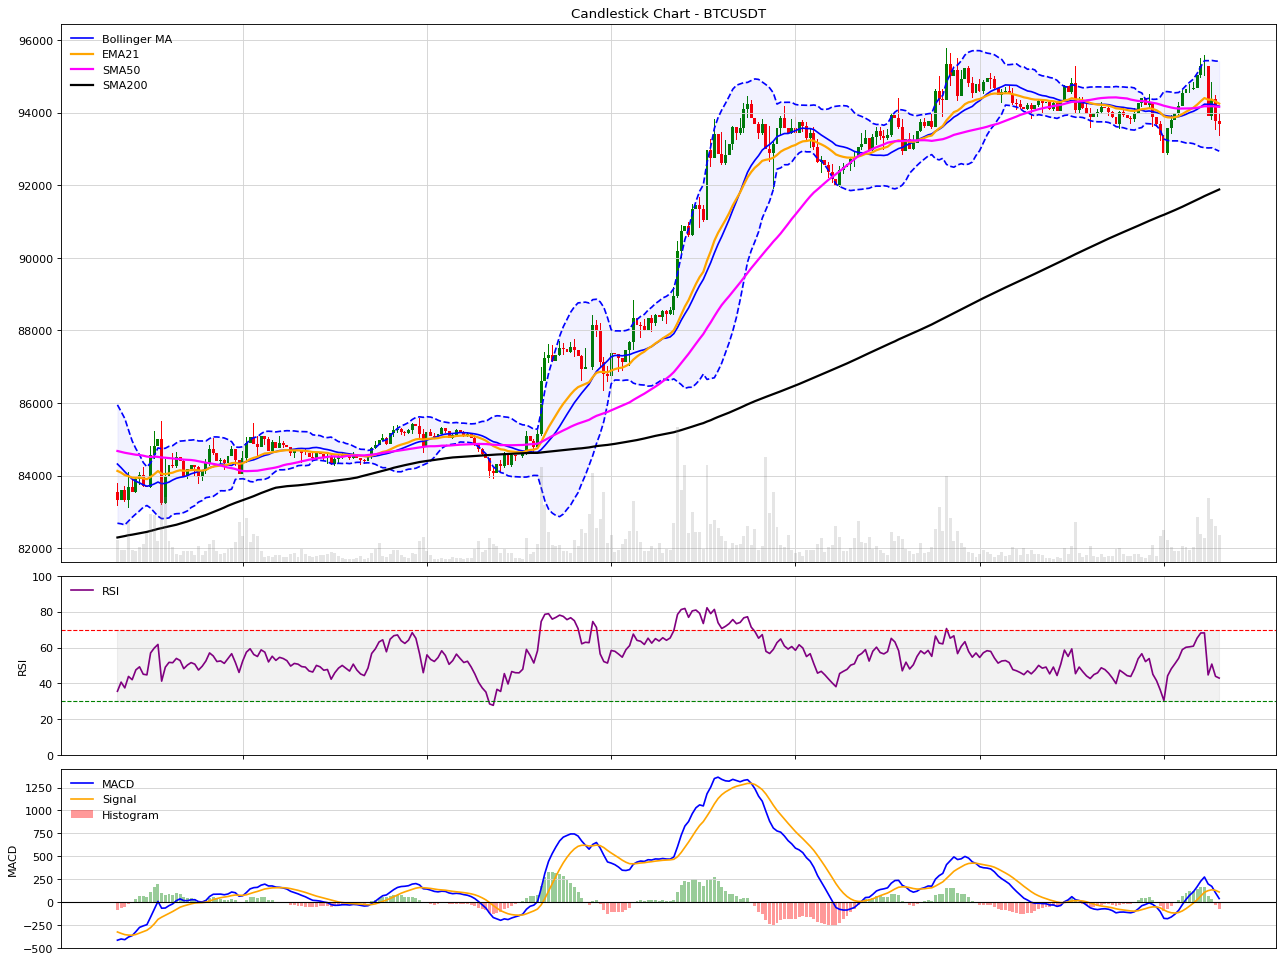 Candlestick Chart - BTCUSDT
Bollinger MA
EMA21
SMA50
SMA200
96000
94000
92000
90000
88000
86000
84000
82000
RSI
100
80
60
40
20
0
RSI
MACD
Signal
Histogram
1250
1000
750
500
250
0
−250
−500
MACD